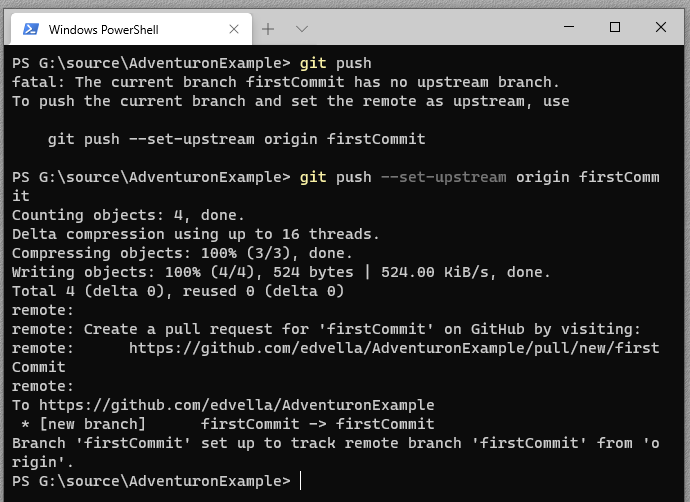 Windows PowerShell
PS G:\source\AdventuronExample> git push
fatal: The current branch firstCommit has no upstream branch.
To push the current branch and set the remote as upstream, use
    git push --set-upstream origin firstCommit
PS G:\source\AdventuronExample> git push --set-upstream origin firstComm
it
Counting objects: 4, done.
Delta compression using up to 16 threads.
Compressing objects: 100% (3/3), done.
Writing objects: 100% (4/4), 524 bytes | 524.00 KiB/s, done.
Total 4 (delta 0), reused 0 (delta 0)
remote:
remote: Create a pull request for 'firstCommit' on GitHub by visiting:
remote:      https://github.com/edvella/AdventuronExample/pull/new/first
Commit
remote:
To https://github.com/edvella/AdventuronExample
 * [new branch]      firstCommit -> firstCommit
Branch 'firstCommit' set up to track remote branch 'firstCommit' from 'o
rigin'.
PS G:\source\AdventuronExample>